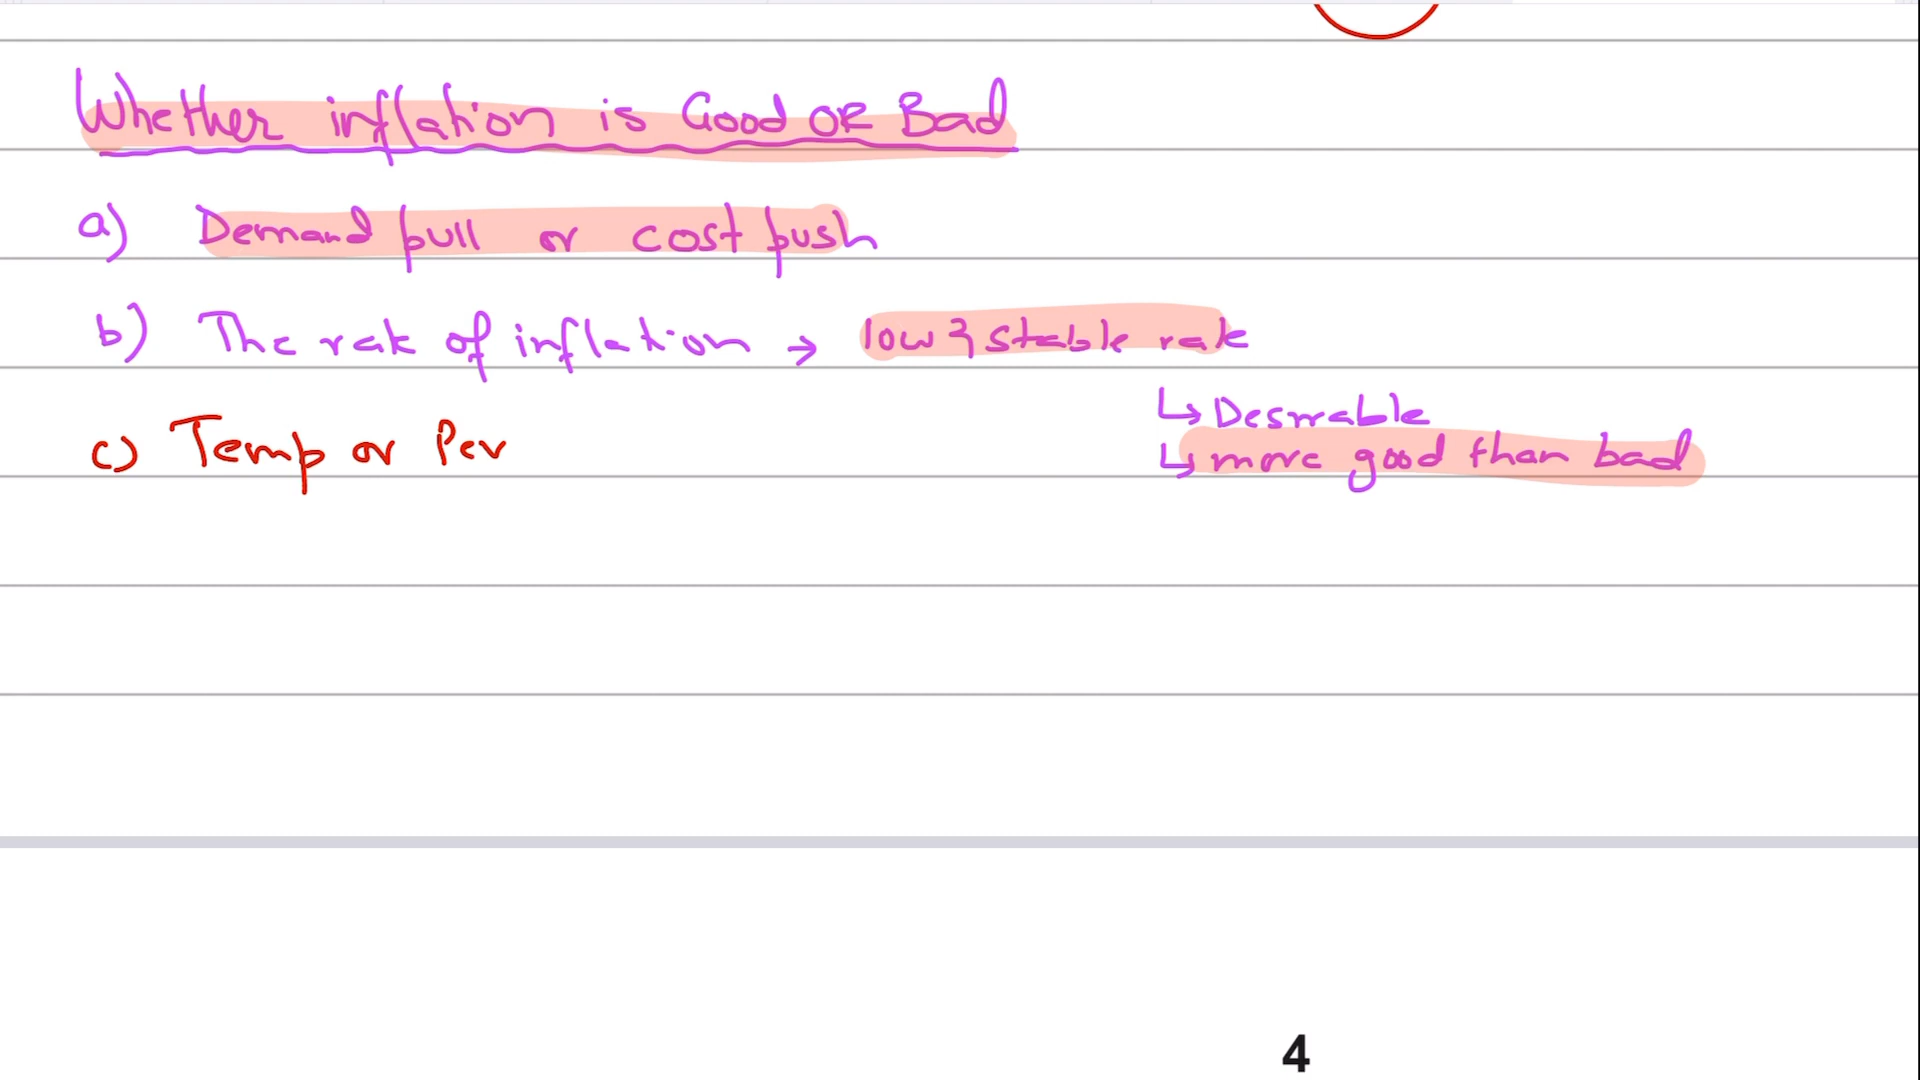 Whether inflation is Good OR Bad
a) Demand pull or cost push
b) The rate of inflation → low & stable rate
↳ Desirable
↳ more good than bad
c) Temp or Per
4